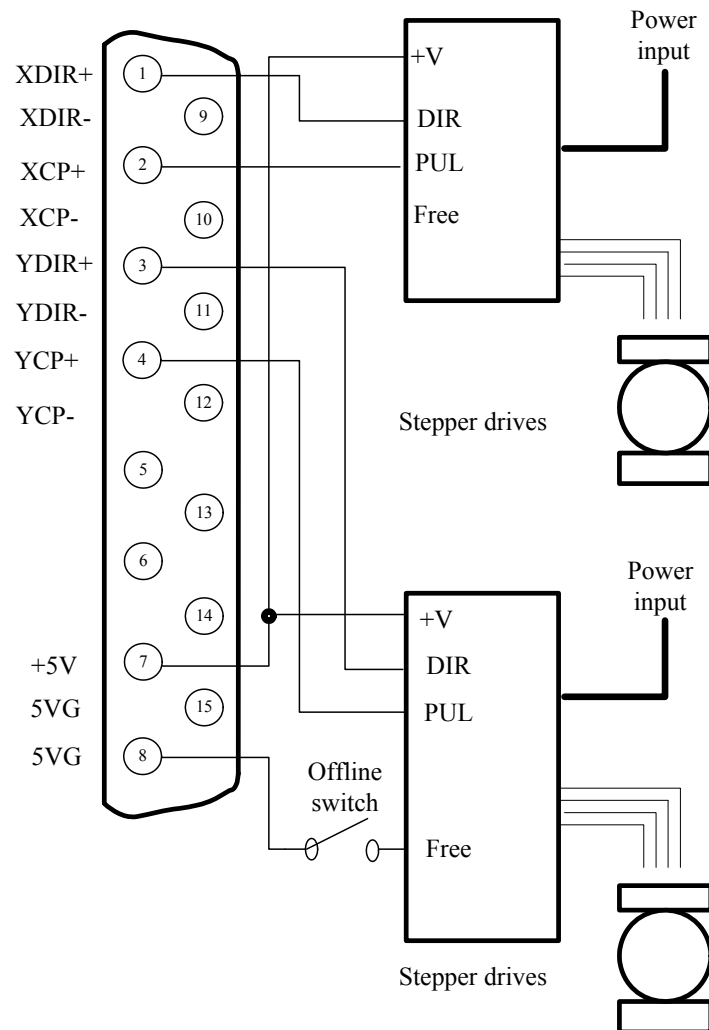 XDIR+
XDIR-
XCP+
XCP-
YDIR+
YDIR-
YCP+
YCP-
+5V
5VG
5VG
1
9
2
10
3
11
4
12
5
13
6
14
7
15
8
+V
DIR
PUL
Free
Power
input
Stepper drives
+V
DIR
PUL
Free
Power
input
Offline
switch
Stepper drives